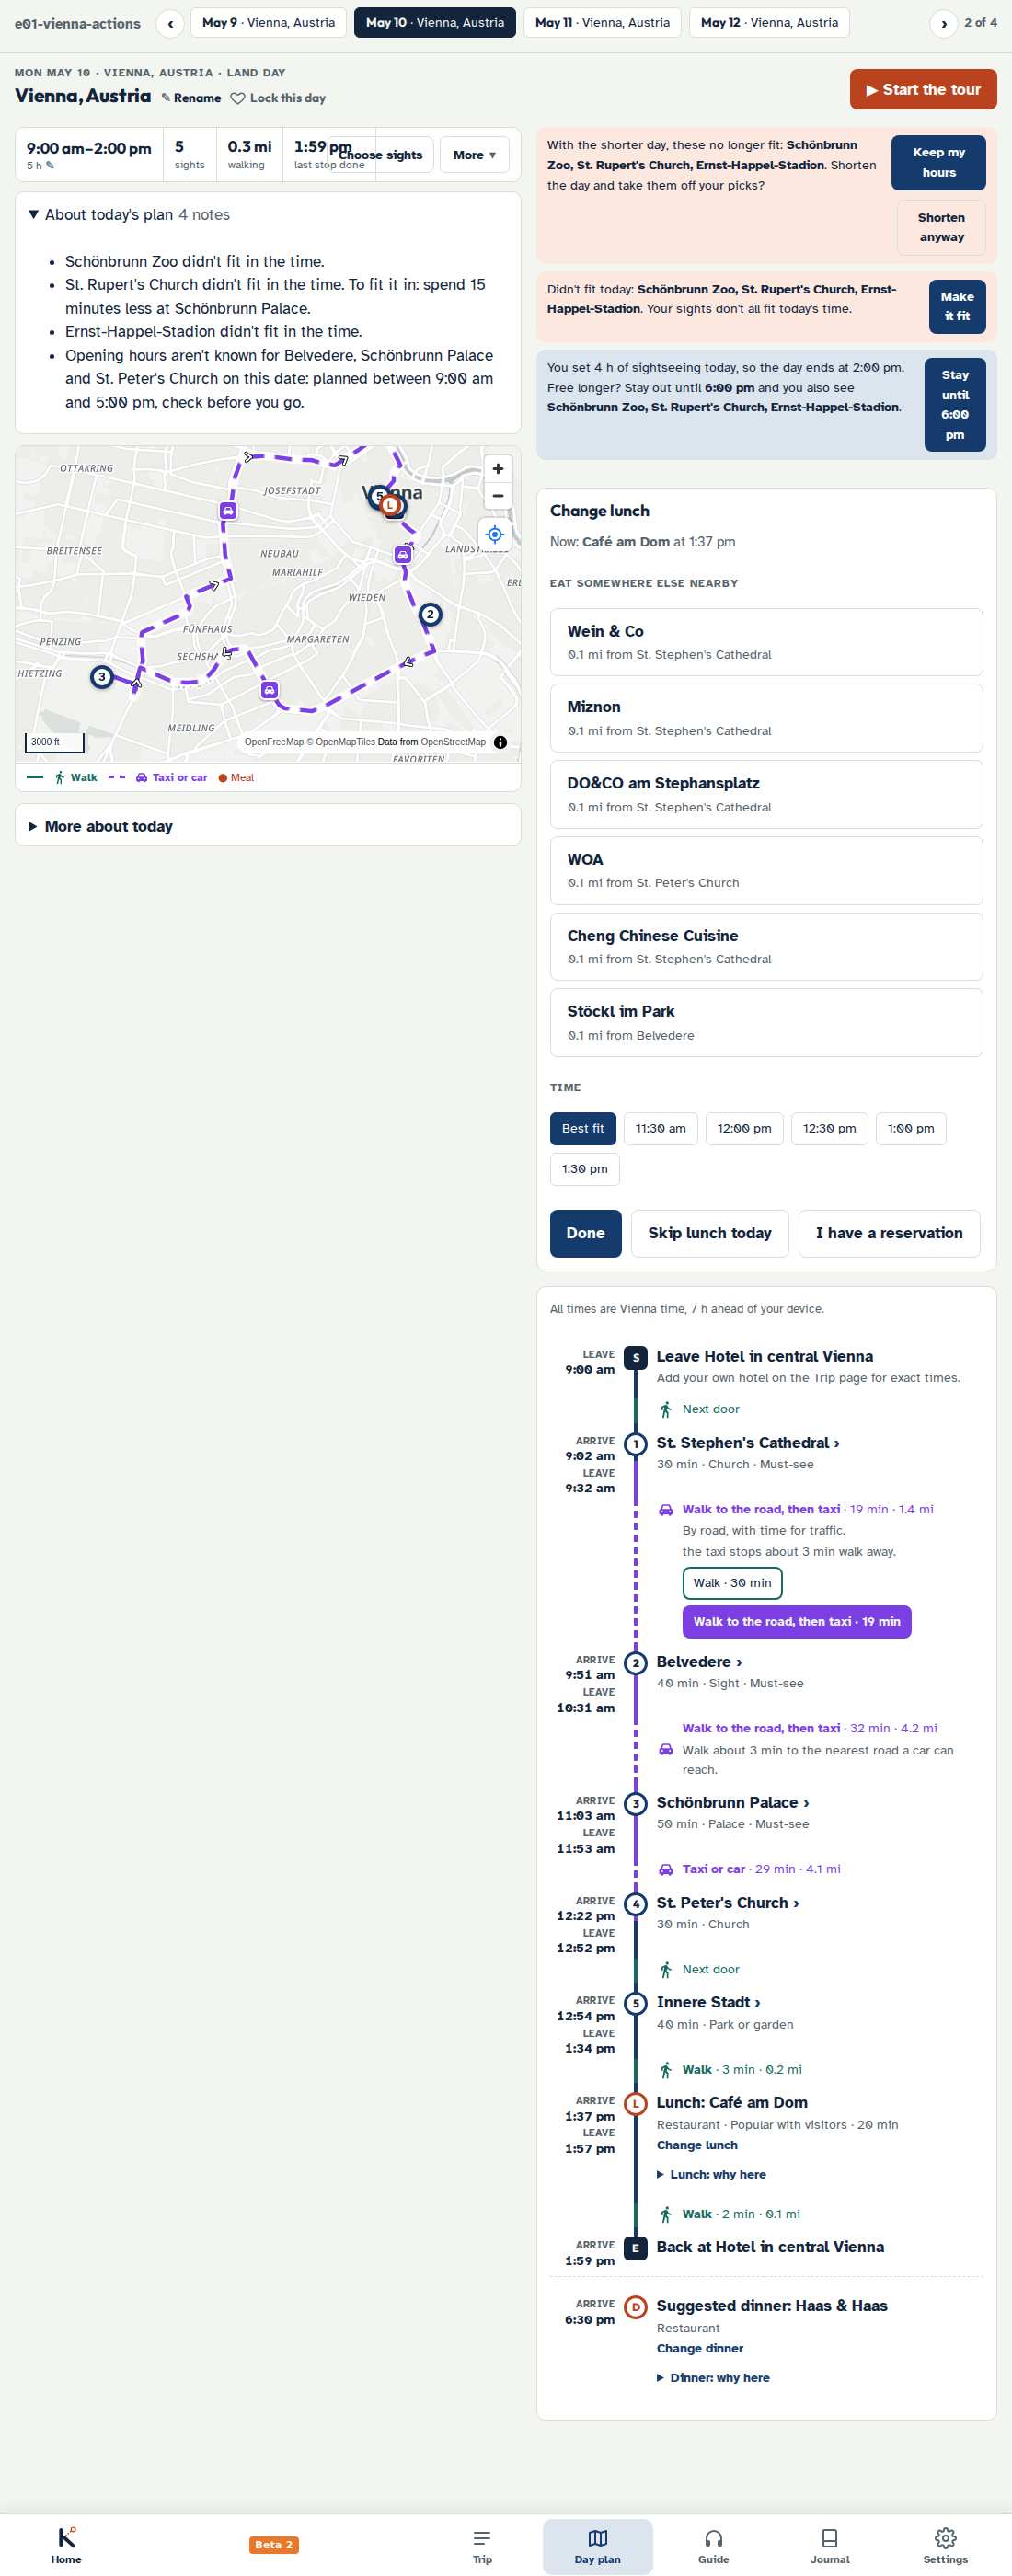 e01-vienna-actions
‹
May 9 · Vienna, Austria
May 10 · Vienna, Austria
May 11 · Vienna, Austria
May 12 · Vienna, Austria
›
2 of 4
MON MAY 10 · VIENNA, AUSTRIA · LAND DAY
Vienna, Austria
✎ Rename
Lock this day
▶ Start the tour
9:00 am–2:00 pm
5 h ✎
5
sights
0.3 mi
walking
1:59 pm
last stop done
Choose sights
More ▾
▼ About today's plan 4 notes
• Schönbrunn Zoo didn't fit in the time.
• St. Rupert's Church didn't fit in the time. To fit it in: spend 15
minutes less at Schönbrunn Palace.
• Ernst-Happel-Stadion didn't fit in the time.
• Opening hours aren't known for Belvedere, Schönbrunn Palace
and St. Peter's Church on this date: planned between 9:00 am
and 5:00 pm, check before you go.
OTTAKRING
JOSEFSTADT
BREITENSEE
NEUBAU
MARIAHILF
WIEDEN
FÜNFHAUS
MARGARETEN
PENZING
HIETZING
MEIDLING
FAVORITEN
5
L
2
3
+
−
3000 ft
OpenFreeMap © OpenMapTiles Data from OpenStreetMap
Walk
Taxi or car
Meal
▶ More about today
With the shorter day, these no longer fit: Schönbrunn
Zoo, St. Rupert's Church, Ernst-Happel-Stadion. Shorten
the day and take them off your picks?
Keep my
hours
Shorten
anyway
Didn't fit today: Schönbrunn Zoo, St. Rupert's Church, Ernst-
Happel-Stadion. Your sights don't all fit today's time.
Make
it fit
You set 4 h of sightseeing today, so the day ends at 2:00 pm.
Free longer? Stay out until 6:00 pm and you also see
Schönbrunn Zoo, St. Rupert's Church, Ernst-Happel-Stadion.
Stay
until
6:00
pm
Change lunch
Now: Café am Dom at 1:37 pm
EAT SOMEWHERE ELSE NEARBY
Wein & Co
0.1 mi from St. Stephen's Cathedral
Miznon
0.1 mi from St. Stephen's Cathedral
DO&CO am Stephansplatz
0.1 mi from St. Stephen's Cathedral
WOA
0.1 mi from St. Peter's Church
Cheng Chinese Cuisine
0.1 mi from St. Stephen's Cathedral
Stöckl im Park
0.1 mi from Belvedere
TIME
Best fit
11:30 am
12:00 pm
12:30 pm
1:00 pm
1:30 pm
Done
Skip lunch today
I have a reservation
All times are Vienna time, 7 h ahead of your device.
LEAVE
9:00 am
S
Leave Hotel in central Vienna
Add your own hotel on the Trip page for exact times.
Next door
ARRIVE
9:02 am
LEAVE
9:32 am
1
St. Stephen's Cathedral ›
30 min · Church · Must-see
Walk to the road, then taxi · 19 min · 1.4 mi
By road, with time for traffic.
the taxi stops about 3 min walk away.
Walk · 30 min
Walk to the road, then taxi · 19 min
ARRIVE
9:51 am
LEAVE
10:31 am
2
Belvedere ›
40 min · Sight · Must-see
Walk to the road, then taxi · 32 min · 4.2 mi
Walk about 3 min to the nearest road a car can
reach.
ARRIVE
11:03 am
LEAVE
11:53 am
3
Schönbrunn Palace ›
50 min · Palace · Must-see
Taxi or car · 29 min · 4.1 mi
ARRIVE
12:22 pm
LEAVE
12:52 pm
4
St. Peter's Church ›
30 min · Church
Next door
ARRIVE
12:54 pm
LEAVE
1:34 pm
5
Innere Stadt ›
40 min · Park or garden
Walk · 3 min · 0.2 mi
ARRIVE
1:37 pm
LEAVE
1:57 pm
L
Lunch: Café am Dom
Restaurant · Popular with visitors · 20 min
Change lunch
▶ Lunch: why here
Walk · 2 min · 0.1 mi
ARRIVE
1:59 pm
E
Back at Hotel in central Vienna
ARRIVE
6:30 pm
D
Suggested dinner: Haas & Haas
Restaurant
Change dinner
▶ Dinner: why here
Home
Beta 2
Trip
Day plan
Guide
Journal
Settings